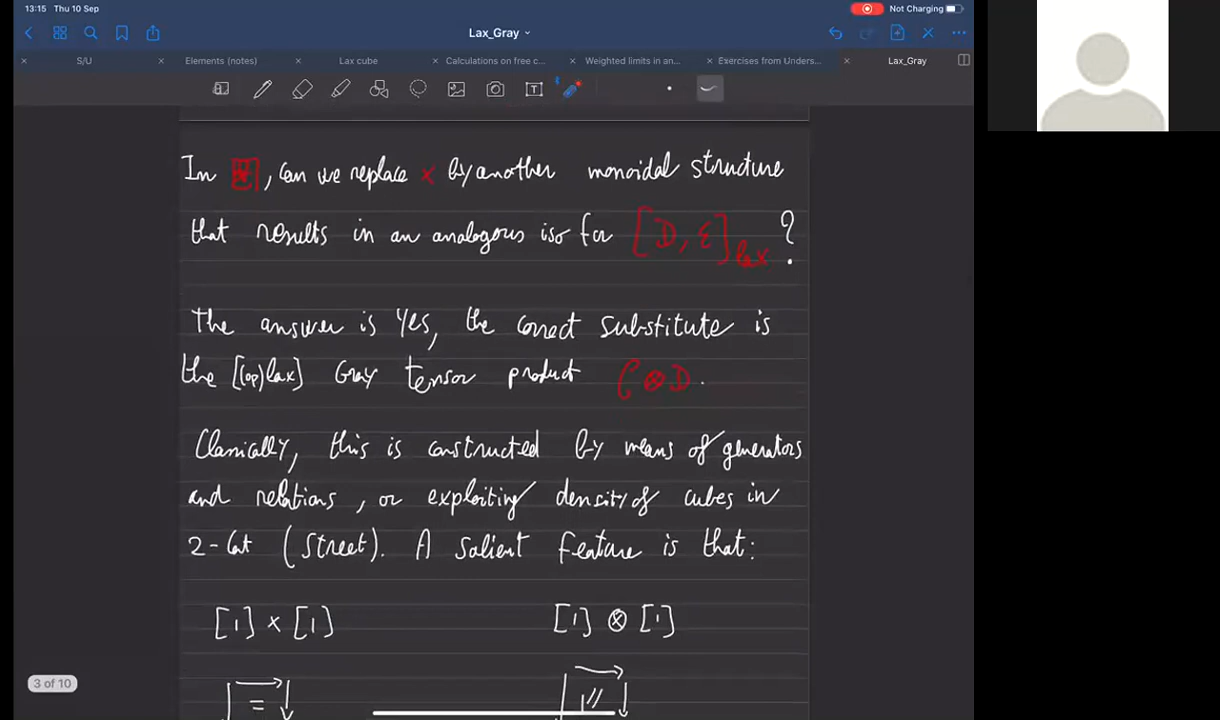 13:15 Thu 10 Sep
Not Charging
Lax_Gray
S/U
Elements (notes)
Lax cube
Calculations on free c...
Weighted limits in an...
Exercises from Unders...
Lax_Gray
In, can we replace × by another monoidal structure
that results in an analogous iso for [D, E]lax ?
The answer is Yes, the correct substitute is
the [(op)lax] Gray tensor product C ⊗ D.
Classically, this is constructed by means of generators
and relations, or exploiting density of cubes in
2-Cat (Street). A salient feature is that:
[1] × [1]
[1] ⊗ [1]
=
3 of 10